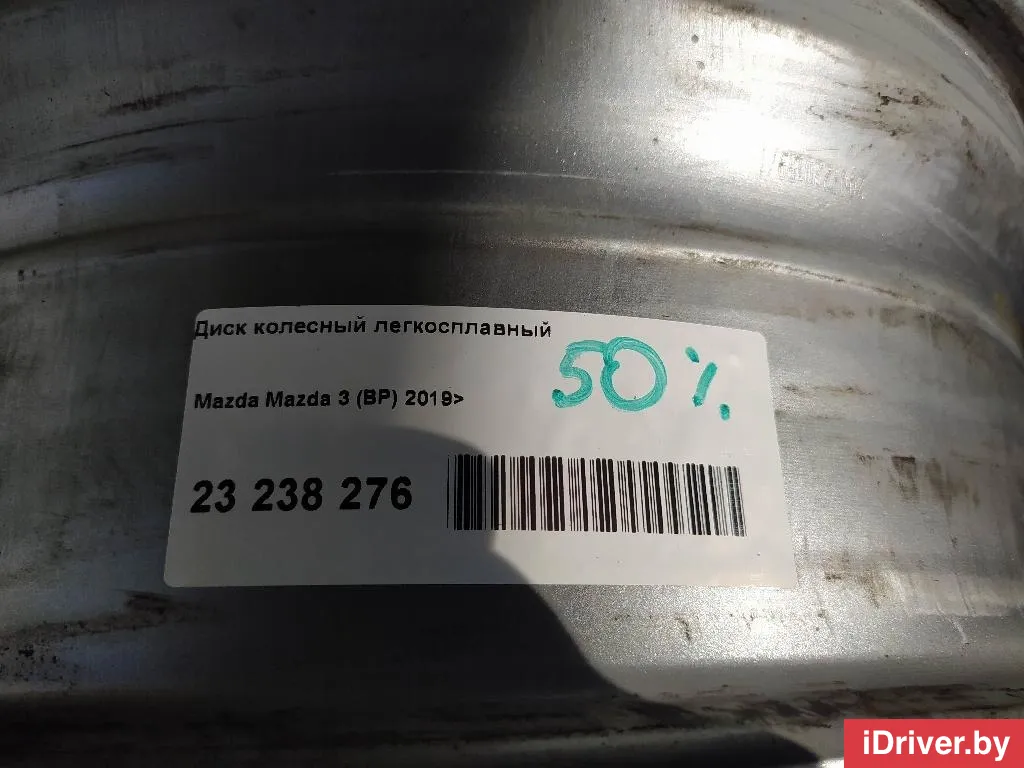 Диск колесный легкосплавный
50%.
Mazda Mazda 3 (BP) 2019>
23 238 276
iDriver.by